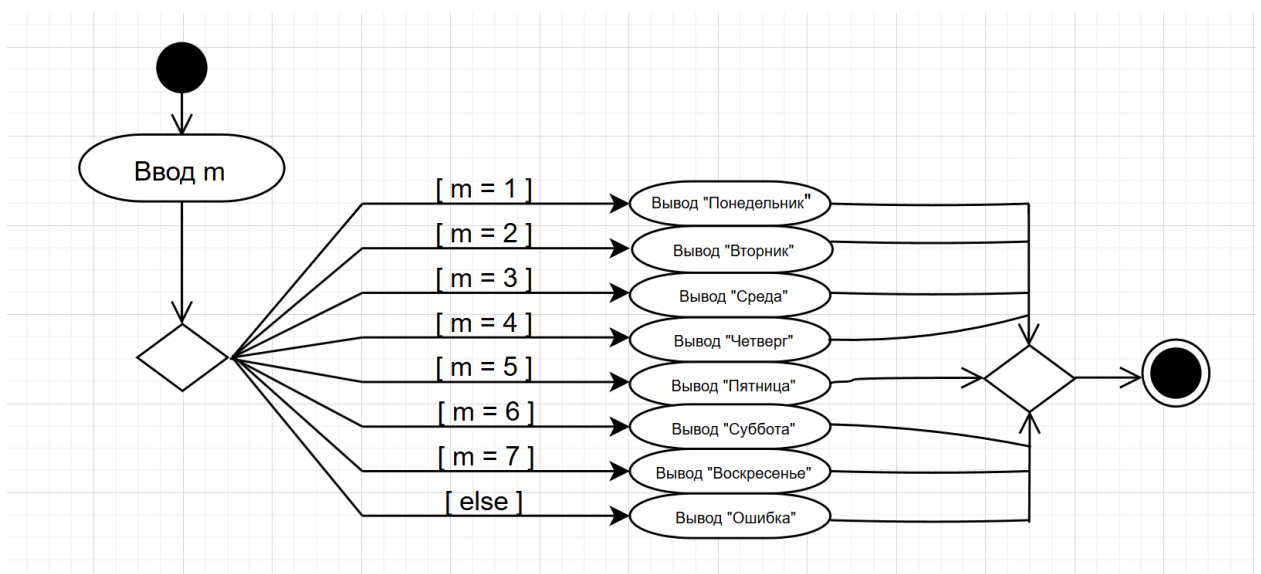 Ввод m
[ m = 1 ]
Вывод "Понедельник"
[ m = 2 ]
Вывод "Вторник"
[ m = 3 ]
Вывод "Среда"
[ m = 4 ]
Вывод "Четверг"
[ m = 5 ]
Вывод "Пятница"
[ m = 6 ]
Вывод "Суббота"
[ m = 7 ]
Вывод "Воскресенье"
[ else ]
Вывод "Ошибка"